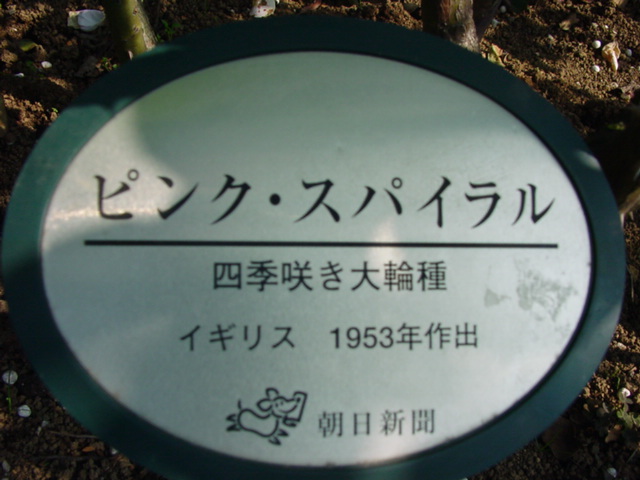 ピンク・スパイラル
四季咲き大輪種
イギリス　1953年作出
朝日新聞